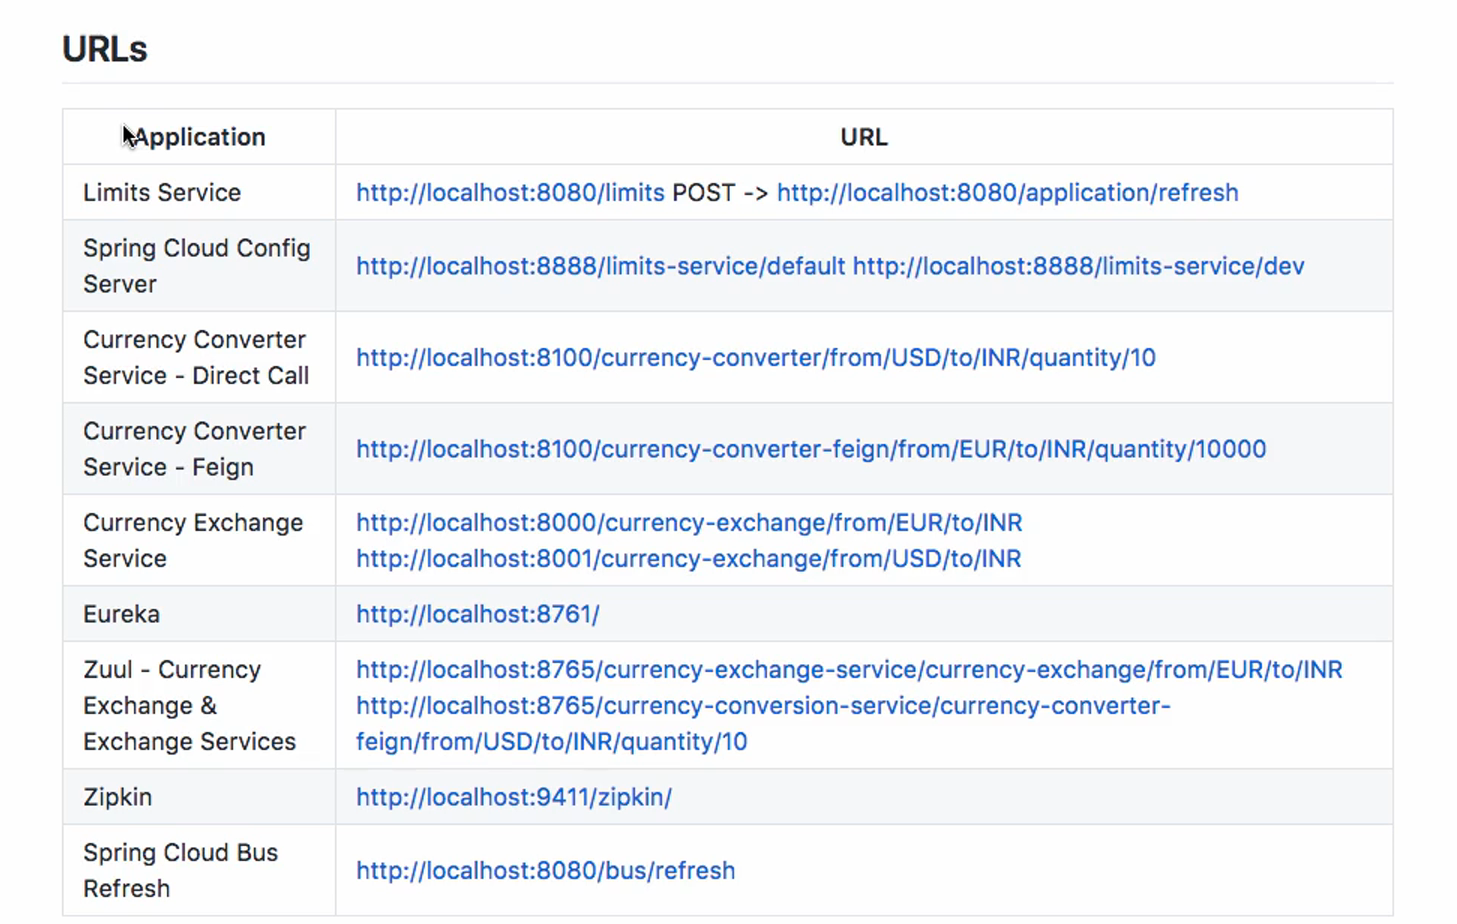 URLs
Application URL
Limits Service http://localhost:8080/limits POST -> http://localhost:8080/application/refresh
Spring Cloud Config
Server
http://localhost:8888/limits-service/default http://localhost:8888/limits-service/dev
Currency Converter
Service - Direct Call
http://localhost:8100/currency-converter/from/USD/to/INR/quantity/10
Currency Converter
Service - Feign
http://localhost:8100/currency-converter-feign/from/EUR/to/INR/quantity/10000
Currency Exchange
Service
http://localhost:8000/currency-exchange/from/EUR/to/INR
http://localhost:8001/currency-exchange/from/USD/to/INR
Eureka http://localhost:8761/
Zuul - Currency
Exchange &
Exchange Services
http://localhost:8765/currency-exchange-service/currency-exchange/from/EUR/to/INR
http://localhost:8765/currency-conversion-service/currency-converter-
feign/from/USD/to/INR/quantity/10
Zipkin http://localhost:9411/zipkin/
Spring Cloud Bus
Refresh
http://localhost:8080/bus/refresh